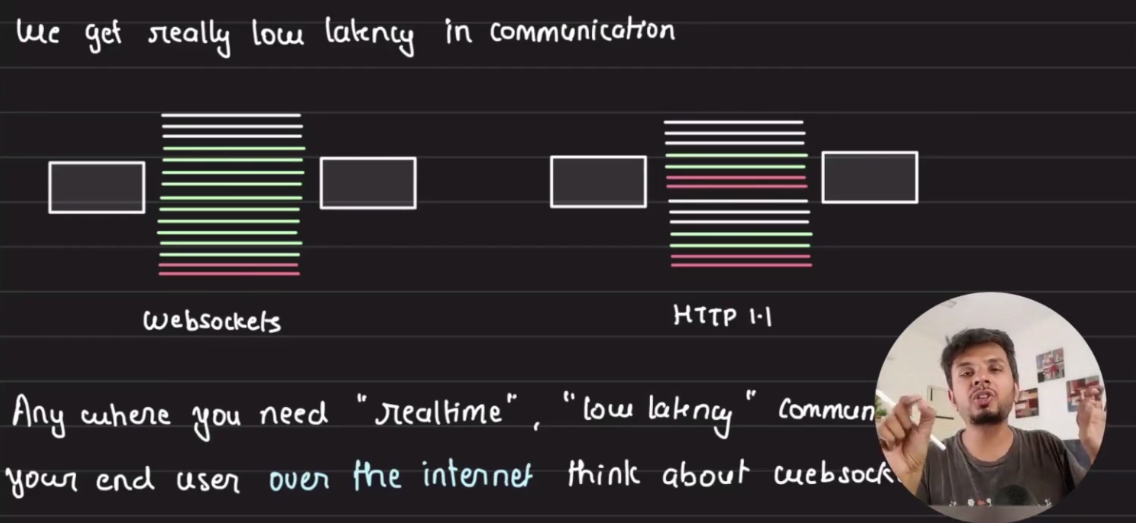 We get really low latency in communication
Websockets
HTTP 1.1
Any where you need "realtime", "low latency" commun
your end user over the internet think about websock